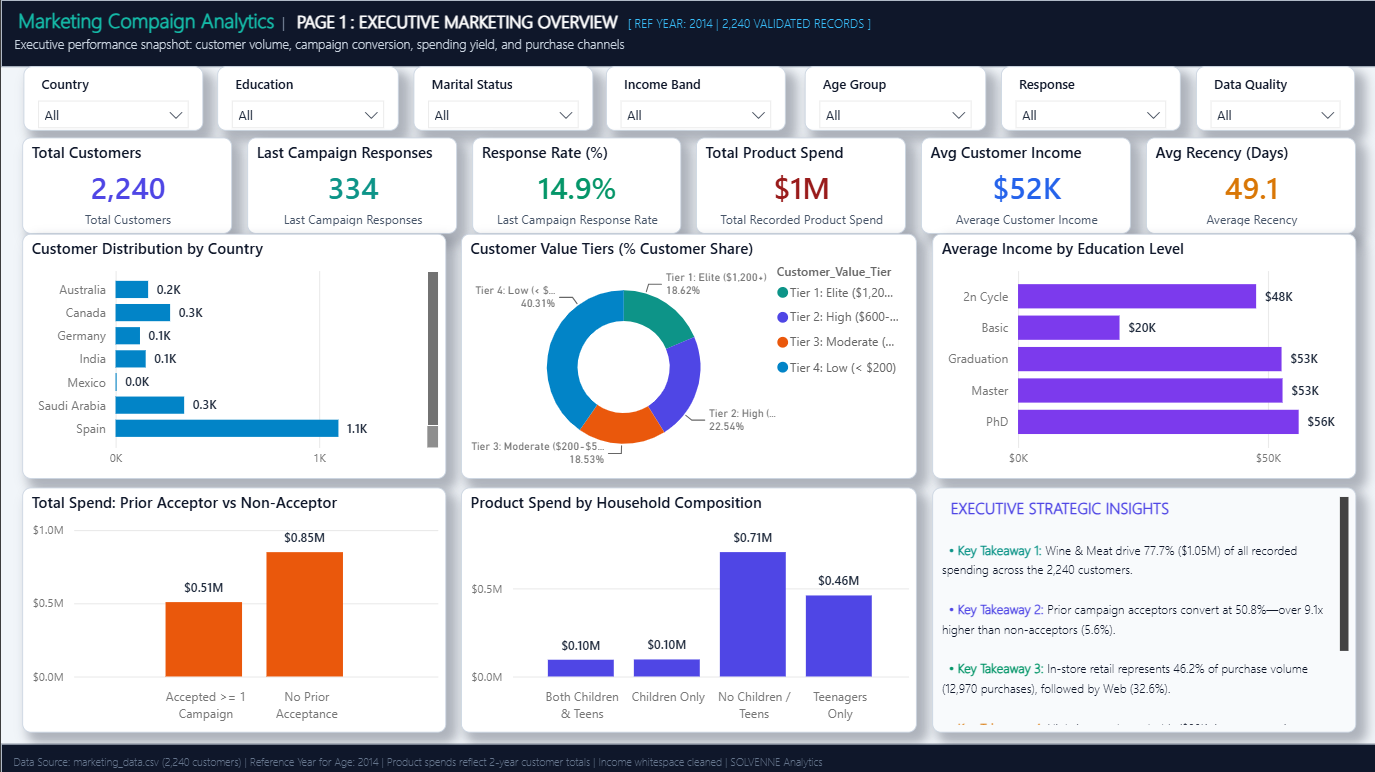 Marketing Compaign Analytics | PAGE 1 : EXECUTIVE MARKETING OVERVIEW [ REF YEAR: 2014 | 2,240 VALIDATED RECORDS ]
Executive performance snapshot: customer volume, campaign conversion, spending yield, and purchase channels
Country
All
Education
All
Marital Status
All
Income Band
All
Age Group
All
Response
All
Data Quality
All
Total Customers
2,240
Total Customers
Last Campaign Responses
334
Last Campaign Responses
Response Rate (%)
14.9%
Last Campaign Response Rate
Total Product Spend
$1M
Total Recorded Product Spend
Avg Customer Income
$52K
Average Customer Income
Avg Recency (Days)
49.1
Average Recency
Customer Distribution by Country
Australia 0.2K
Canada 0.3K
Germany 0.1K
India 0.1K
Mexico 0.0K
Saudi Arabia 0.3K
Spain 1.1K
0K 1K
Customer Value Tiers (% Customer Share)
Tier 1: Elite ($1,200+)
18.62%
Tier 4: Low (< $...
40.31%
Tier 2: High (...
22.54%
Tier 3: Moderate ($200-$5...
18.53%
Customer_Value_Tier
Tier 1: Elite ($1,20...
Tier 2: High ($600-...
Tier 3: Moderate (...
Tier 4: Low (< $200)
Average Income by Education Level
2n Cycle $48K
Basic $20K
Graduation $53K
Master $53K
PhD $56K
$0K $50K
Total Spend: Prior Acceptor vs Non-Acceptor
$1.0M
$0.5M
$0.0M
$0.51M
$0.85M
Accepted >= 1
Campaign
No Prior
Acceptance
Product Spend by Household Composition
$0.5M
$0.0M
$0.10M
$0.10M
$0.71M
$0.46M
Both Children
& Teens
Children Only
No Children /
Teens
Teenagers
Only
EXECUTIVE STRATEGIC INSIGHTS
• Key Takeaway 1: Wine & Meat drive 77.7% ($1.05M) of all recorded
spending across the 2,240 customers.
• Key Takeaway 2: Prior campaign acceptors convert at 50.8%—over 9.1x
higher than non-acceptors (5.6%).
• Key Takeaway 3: In-store retail represents 46.2% of purchase volume
(12,970 purchases), followed by Web (32.6%).
Data Source: marketing_data.csv (2,240 customers) | Reference Year for Age: 2014 | Product spends reflect 2-year customer totals | Income whitespace cleaned | SOLVENNE Analytics